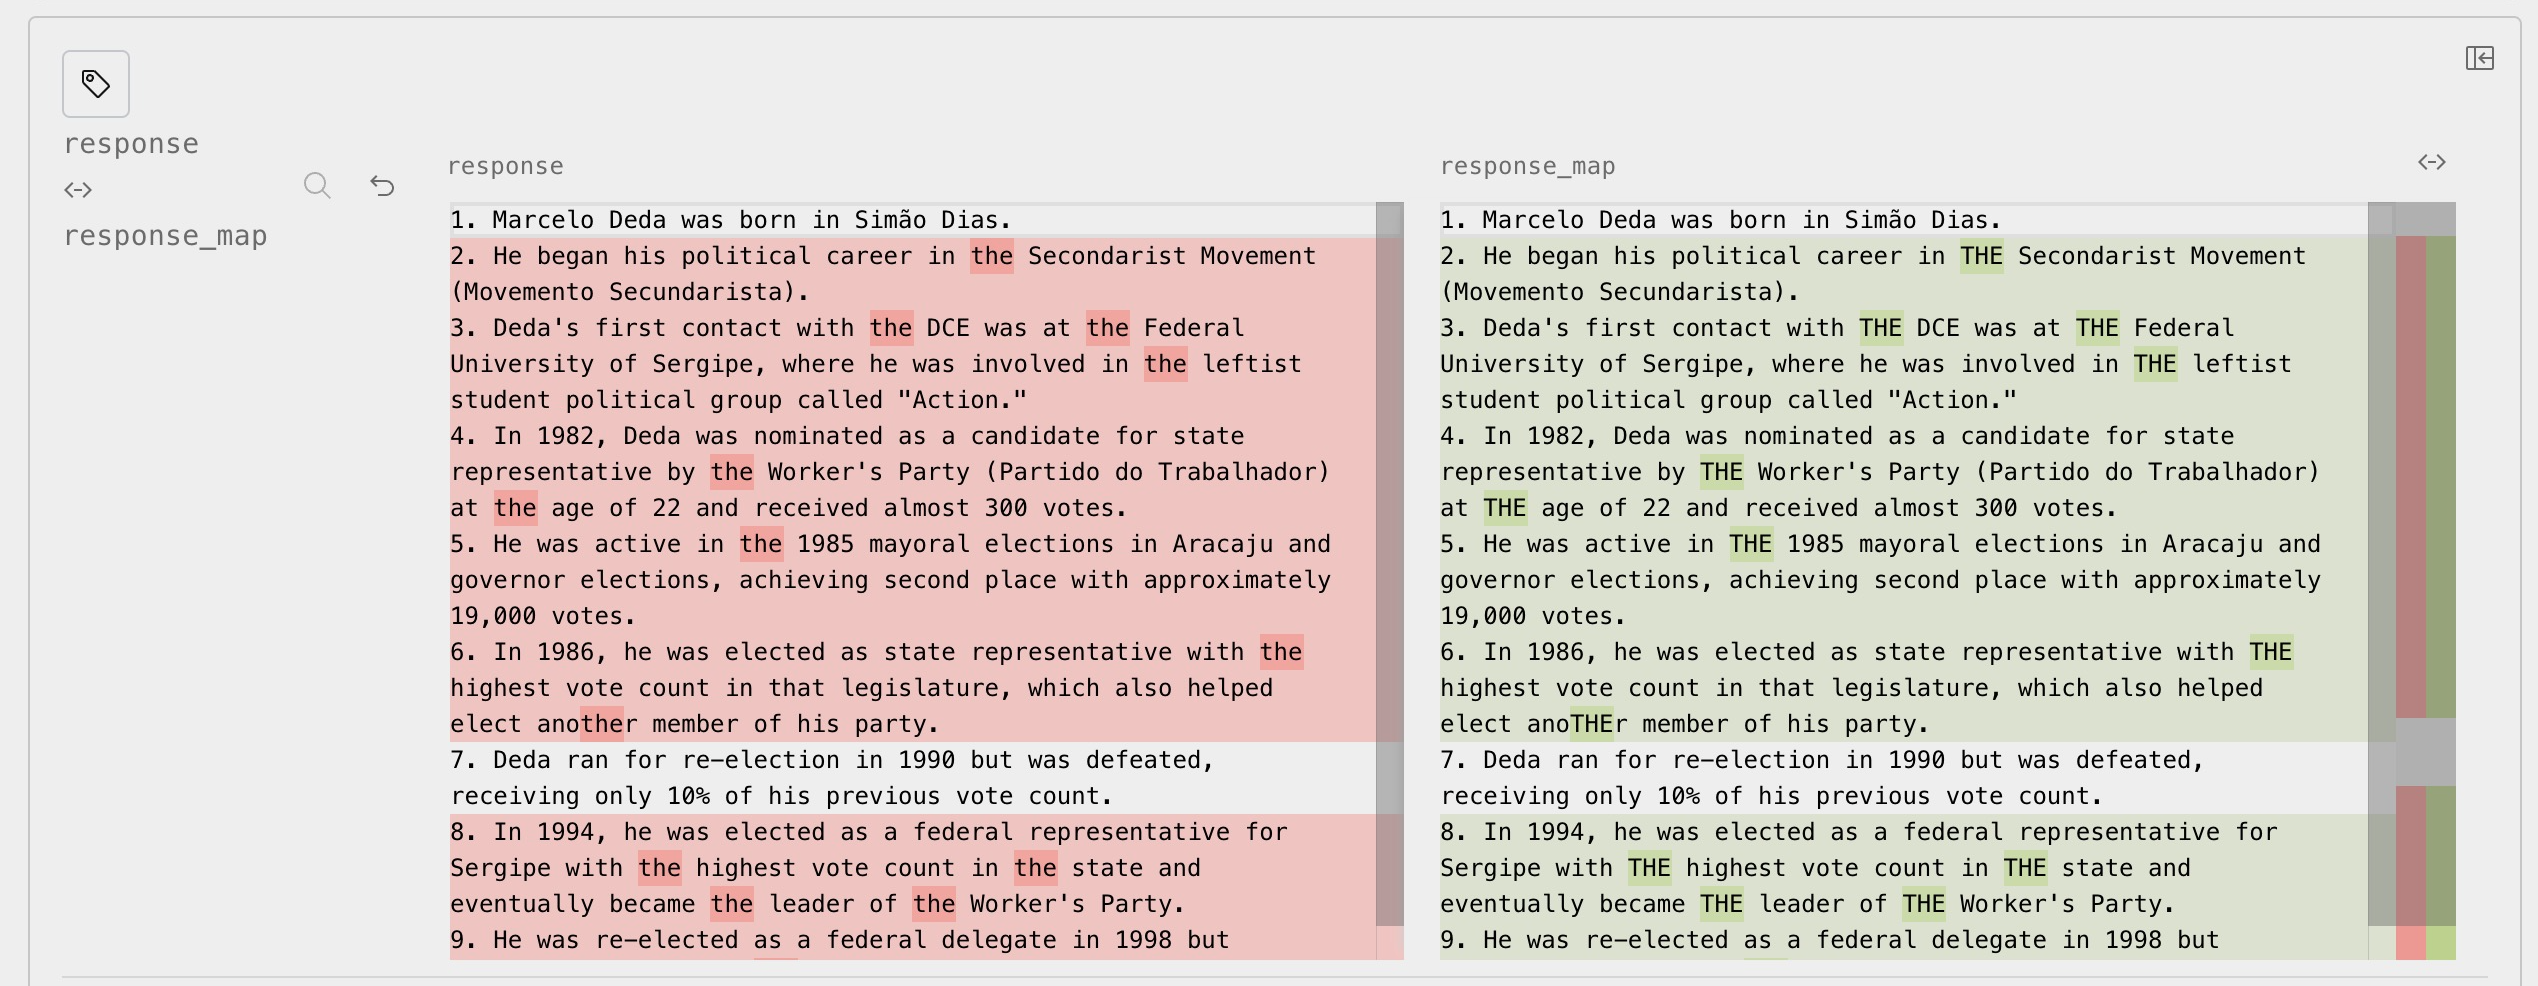 response
response_map
response
1. Marcelo Deda was born in Simão Dias.
2. He began his political career in the Secondarist Movement
(Movemento Secundarista).
3. Deda's first contact with the DCE was at the Federal
University of Sergipe, where he was involved in the leftist
student political group called "Action."
4. In 1982, Deda was nominated as a candidate for state
representative by the Worker's Party (Partido do Trabalhador)
at the age of 22 and received almost 300 votes.
5. He was active in the 1985 mayoral elections in Aracaju and
governor elections, achieving second place with approximately
19,000 votes.
6. In 1986, he was elected as state representative with the
highest vote count in that legislature, which also helped
elect another member of his party.
7. Deda ran for re-election in 1990 but was defeated,
receiving only 10% of his previous vote count.
8. In 1994, he was elected as a federal representative for
Sergipe with the highest vote count in the state and
eventually became the leader of the Worker's Party.
9. He was re-elected as a federal delegate in 1998 but
response_map
1. Marcelo Deda was born in Simão Dias.
2. He began his political career in THE Secondarist Movement
(Movemento Secundarista).
3. Deda's first contact with THE DCE was at THE Federal
University of Sergipe, where he was involved in THE leftist
student political group called "Action."
4. In 1982, Deda was nominated as a candidate for state
representative by THE Worker's Party (Partido do Trabalhador)
at THE age of 22 and received almost 300 votes.
5. He was active in THE 1985 mayoral elections in Aracaju and
governor elections, achieving second place with approximately
19,000 votes.
6. In 1986, he was elected as state representative with THE
highest vote count in that legislature, which also helped
elect anoTHEr member of his party.
7. Deda ran for re-election in 1990 but was defeated,
receiving only 10% of his previous vote count.
8. In 1994, he was elected as a federal representative for
Sergipe with THE highest vote count in THE state and
eventually became THE leader of THE Worker's Party.
9. He was re-elected as a federal delegate in 1998 but